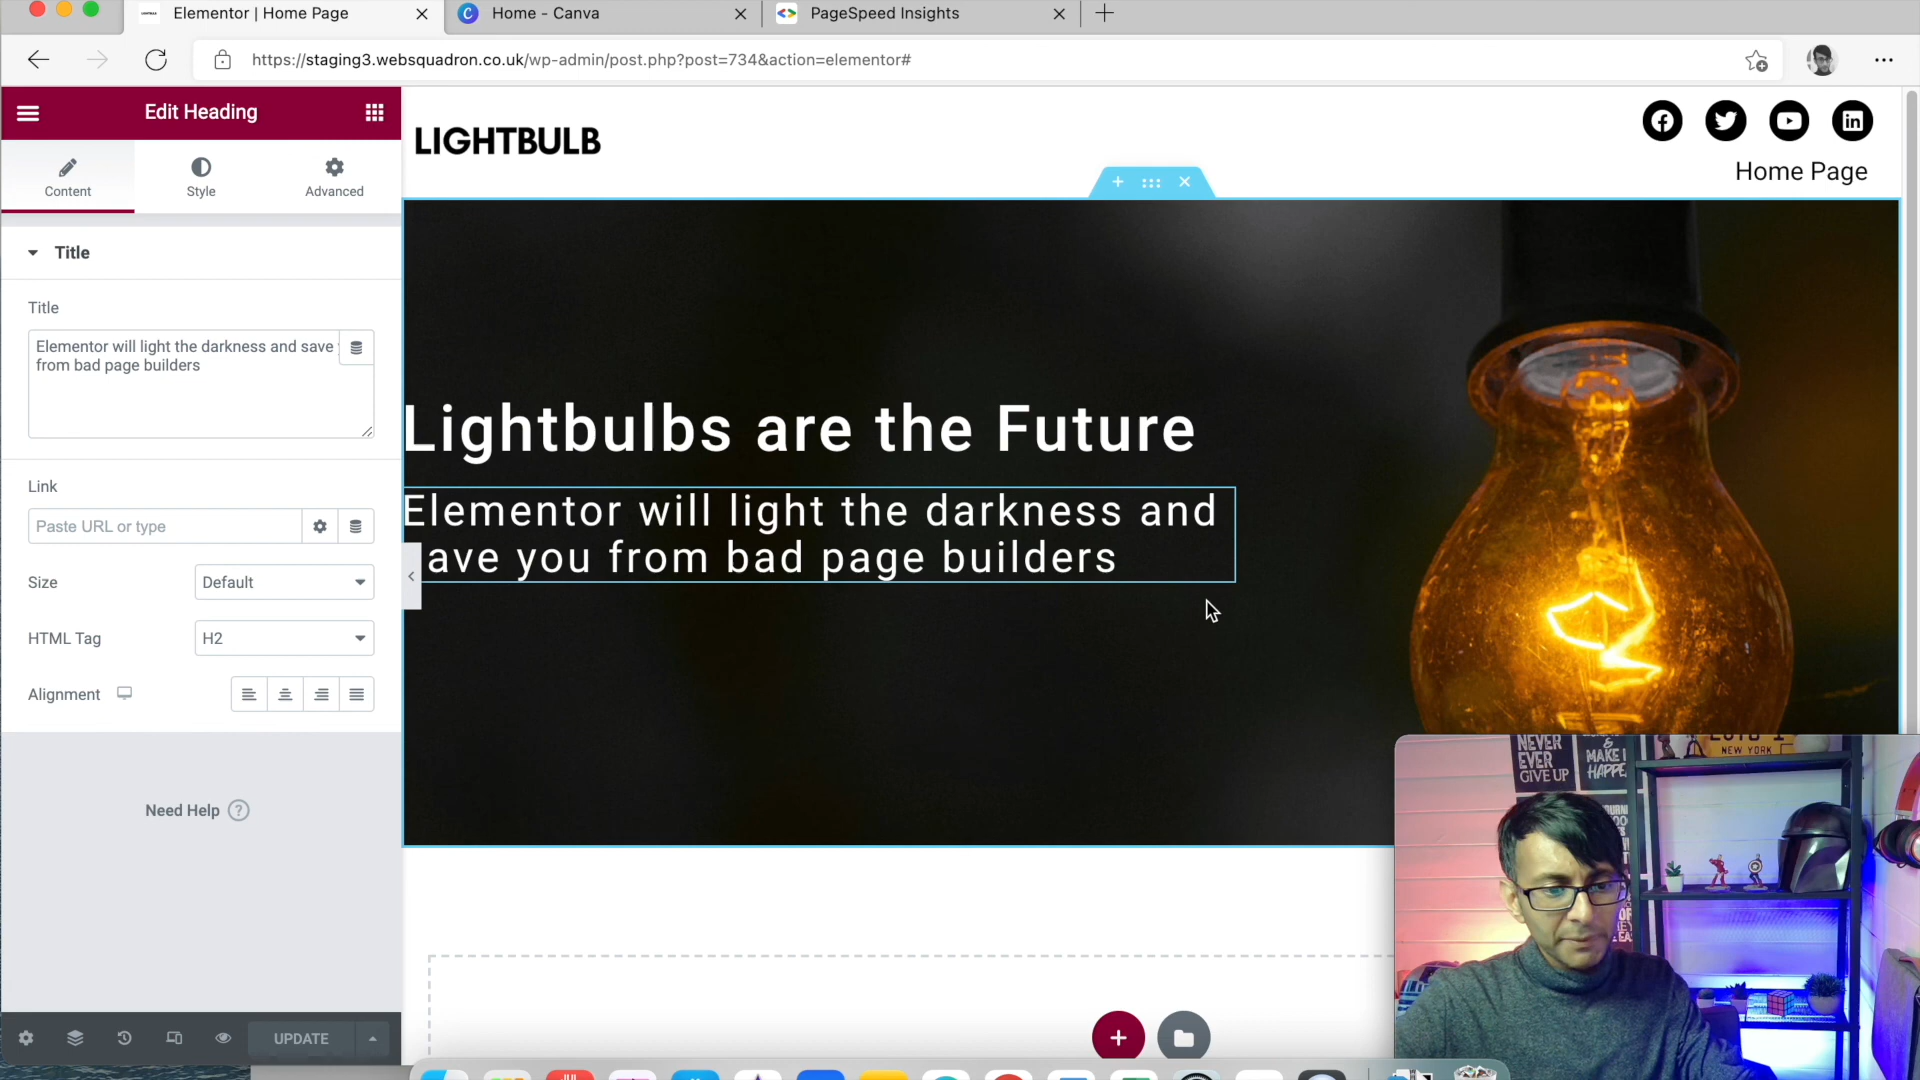 Elementor | Home Page
Home - Canva
PageSpeed Insights
https://staging3.websquadron.co.uk/wp-admin/post.php?post=734&action=elementor#
Edit Heading
Content
Style
Advanced
Title
Title
Elementor will light the darkness and save
from bad page builders
Link
Paste URL or type
Size
Default
HTML Tag
H2
Alignment
Need Help
UPDATE
LIGHTBULB
Home Page
Lightbulbs are the Future
Elementor will light the darkness and
ave you from bad page builders
NEVER
EVER
GIVE UP
&
MAKE I
HAPPE
NEW YORK